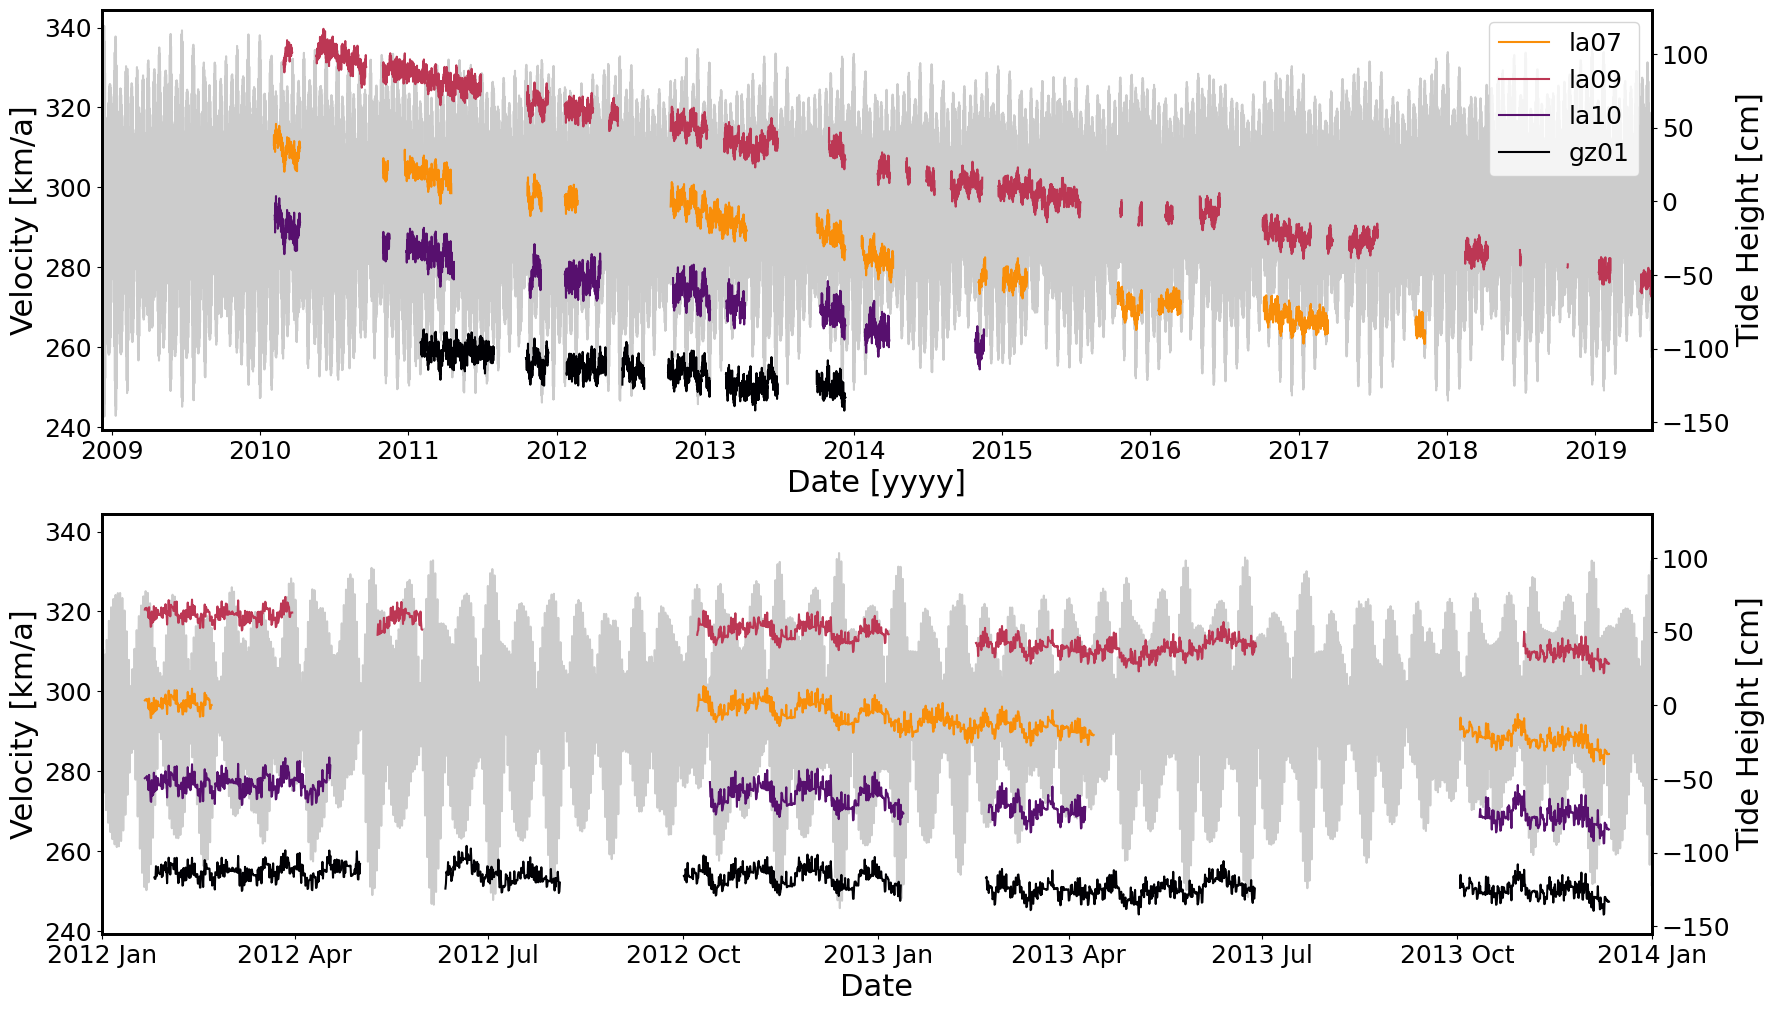 340
320
300
280
260
240
Velocity [km/a]
100
50
0
−50
−100
−150
Tide Height [cm]
la07
la09
la10
gz01
2009 2010 2011 2012 2013 2014 2015 2016 2017 2018 2019
Date [yyyy]
340
320
300
280
260
240
Velocity [km/a]
100
50
0
−50
−100
−150
Tide Height [cm]
2012 Jan 2012 Apr 2012 Jul 2012 Oct 2013 Jan 2013 Apr 2013 Jul 2013 Oct 2014 Jan
Date